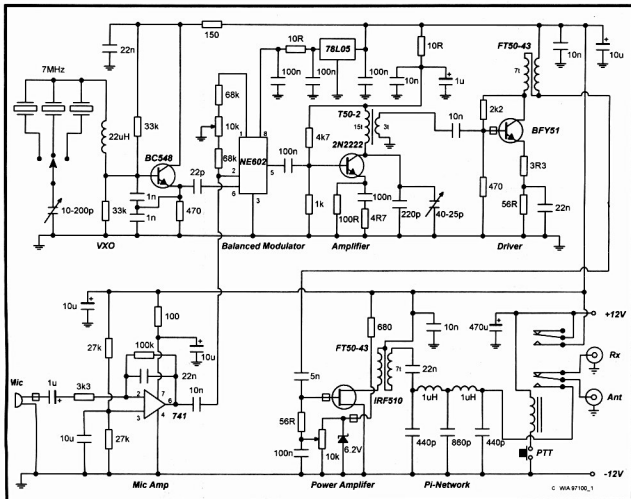 150
10R
78L05
10R
FT50-43
7t
10n
10u
22n
7MHz
100n
100n
100n
10n
1u
68k
10k
68k
T50-2
15t
3t
10n
2k2
BFY51
22uH
33k
BC548
22p
1
8
NE602
2
5
6
3
100n
4k7
2N2222
3R3
10-200p
33k
1n
1n
470
1k
100R
100n
4R7
220p
40-25p
470
56R
22n
VXO
Balanced Modulator
Amplifier
Driver
10u
100
27k
100k
10u
22n
680
FT50-43
7t
10n
22n
470u
+12V
Rx
Ant
Mic
1u
3k3
2
7
6
3
4
741
10n
5n
IRF510
1uH
1uH
10u
27k
56R
100n
10k
6.2V
440p
880p
440p
PTT
-12V
Mic Amp
Power Amplifer
Pi-Network
C WIA 97100_1